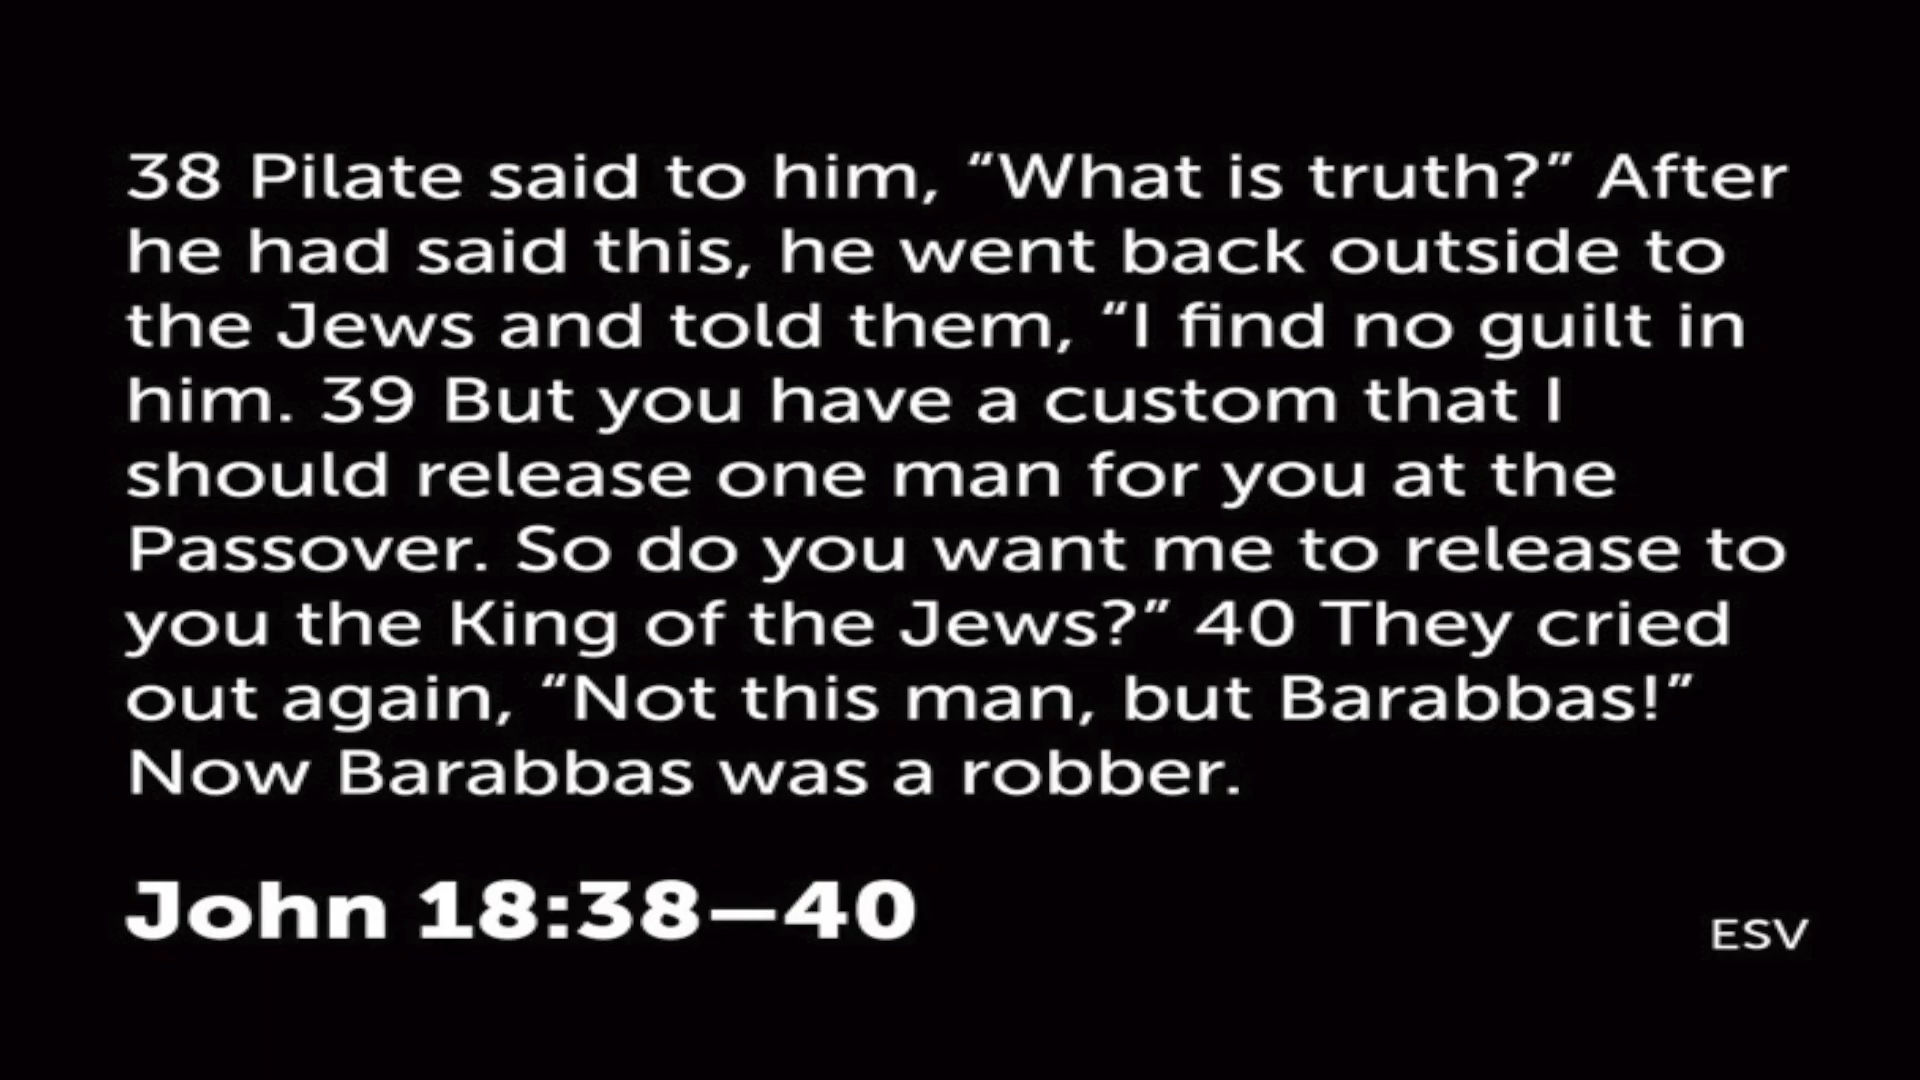 38 Pilate said to him, “What is truth?” After
he had said this, he went back outside to
the Jews and told them, “I find no guilt in
him. 39 But you have a custom that I
should release one man for you at the
Passover. So do you want me to release to
you the King of the Jews?” 40 They cried
out again, “Not this man, but Barabbas!”
Now Barabbas was a robber.
John 18:38–40
ESV